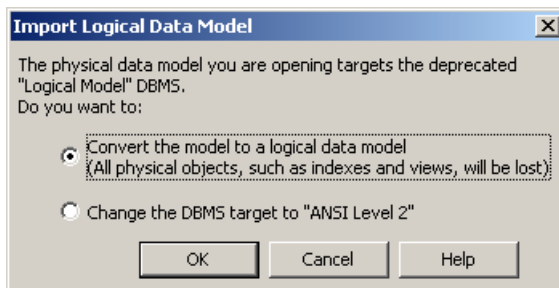 Import Logical Data Model
The physical data model you are opening targets the deprecated
"Logical Model" DBMS.
Do you want to:
Convert the model to a logical data model
(All physical objects, such as indexes and views, will be lost)
Change the DBMS target to "ANSI Level 2"
OK Cancel Help